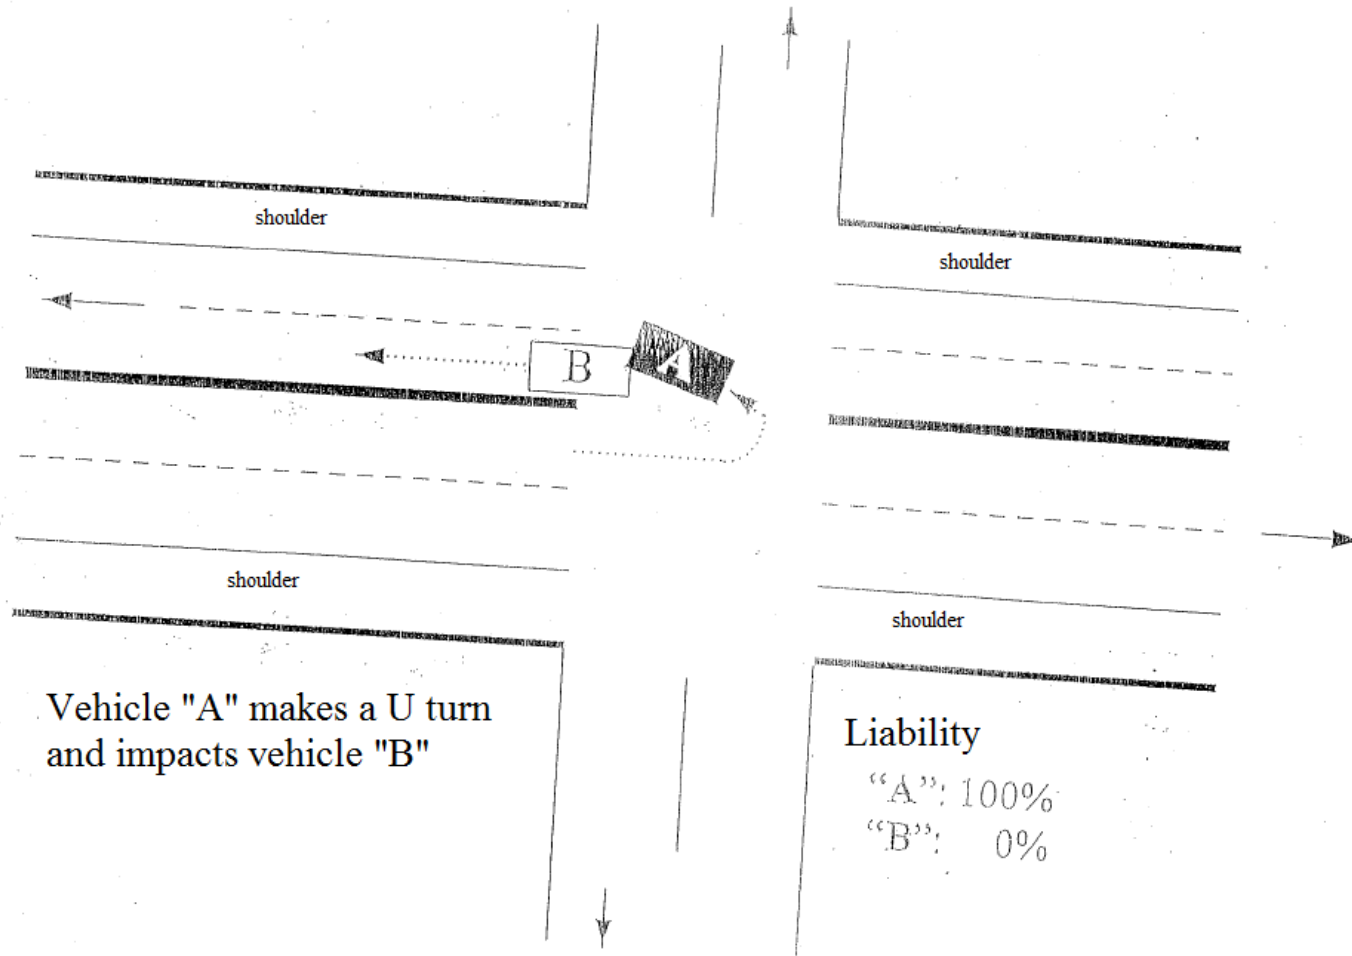 shoulder
shoulder
B
A
shoulder
shoulder
Vehicle "A" makes a U turn
and impacts vehicle "B"
Liability
“A”: 100%
“B”: 0%